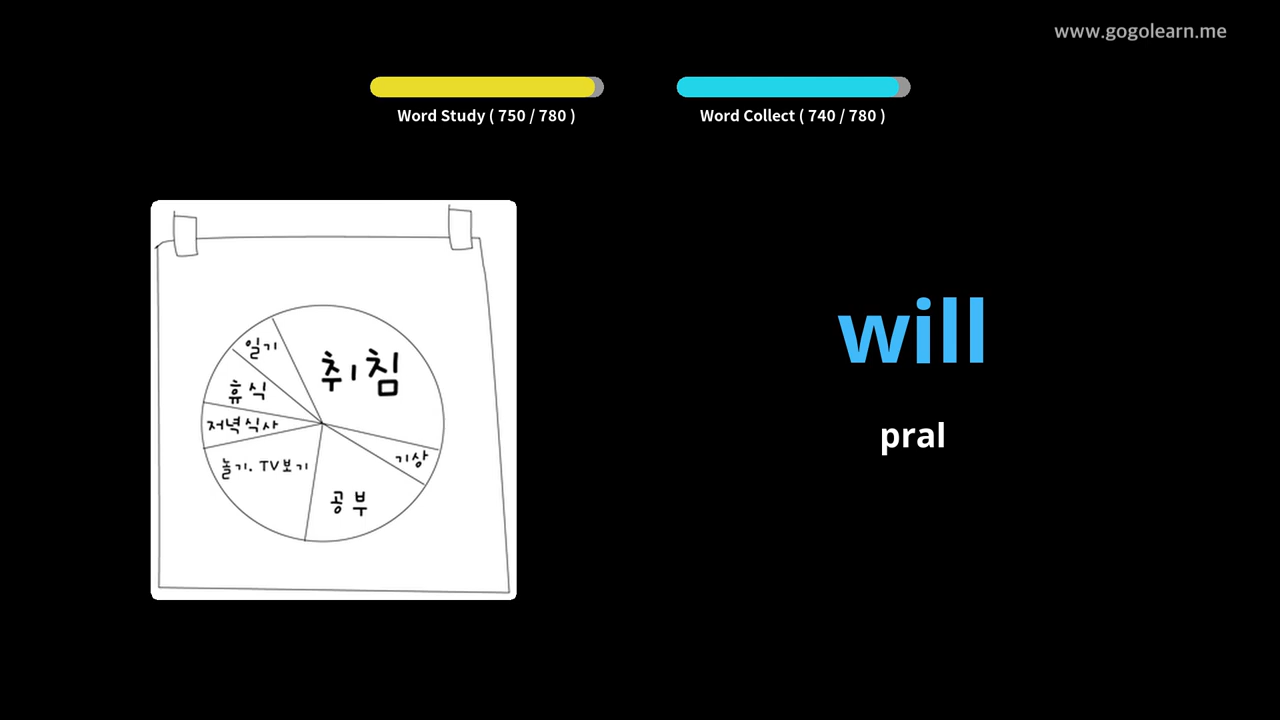 www.gogolearn.me
Word Study ( 750 / 780 )
Word Collect ( 740 / 780 )
일기
취침
휴식
저녁식사
놀기. TV보기
기상
공부
will
pral